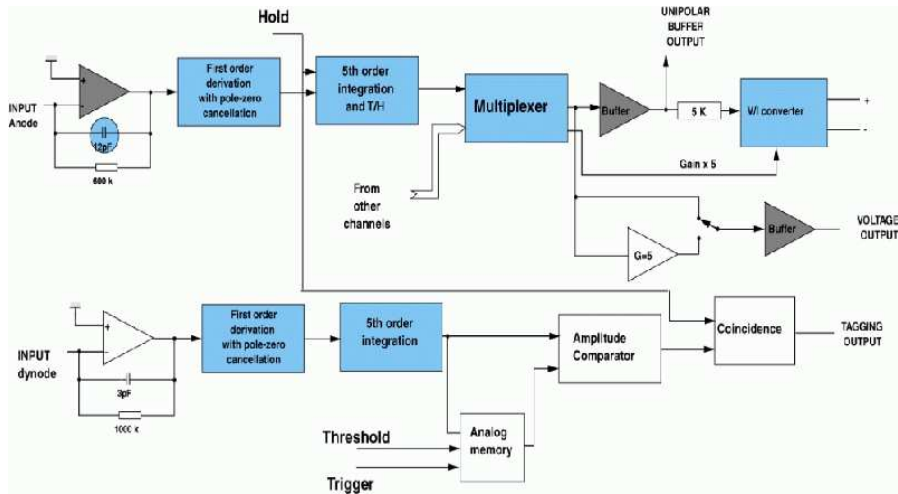 Hold
UNIPOLAR
BUFFER
OUTPUT
+
-
INPUT
Anode
12pF
600 k
First order
derivation
with pole-zero
cancellation
5th order
integration
and T/H
Multiplexer
Buffer
5 K
V/I converter
+
-
From
other
channels
Gain x 5
G=5
Buffer
VOLTAGE
OUTPUT
+
-
INPUT
dynode
3pF
1000 k
First order
derivation
with pole-zero
cancellation
5th order
integration
Amplitude
Comparator
Coincidence
TAGGING
OUTPUT
Analog
memory
Threshold
Trigger